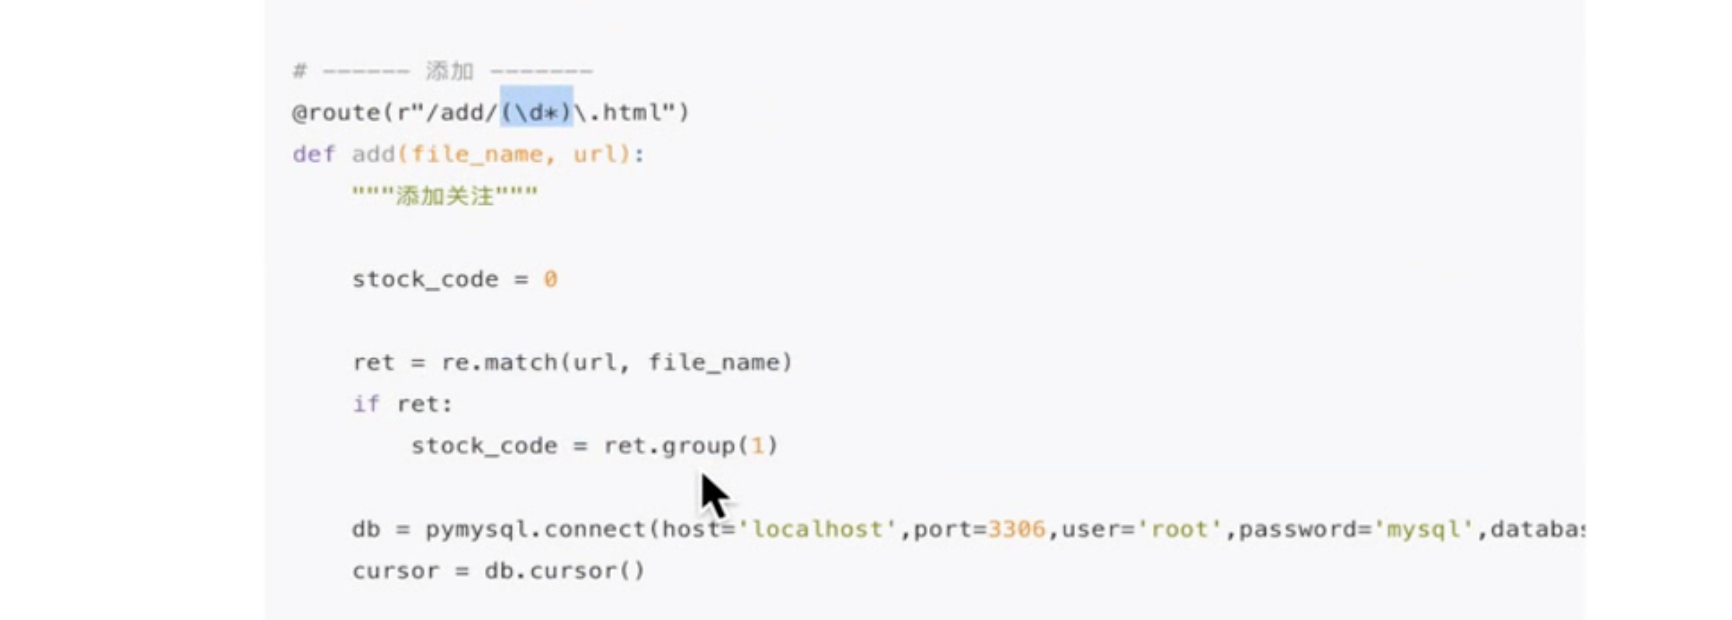 # ------ 添加 -------
@route(r"/add/(\d*)\.html")
def add(file_name, url):
    """添加关注"""
    stock_code = 0
    ret = re.match(url, file_name)
    if ret:
        stock_code = ret.group(1)
    db = pymysql.connect(host='localhost',port=3306,user='root',password='mysql',databas
    cursor = db.cursor()